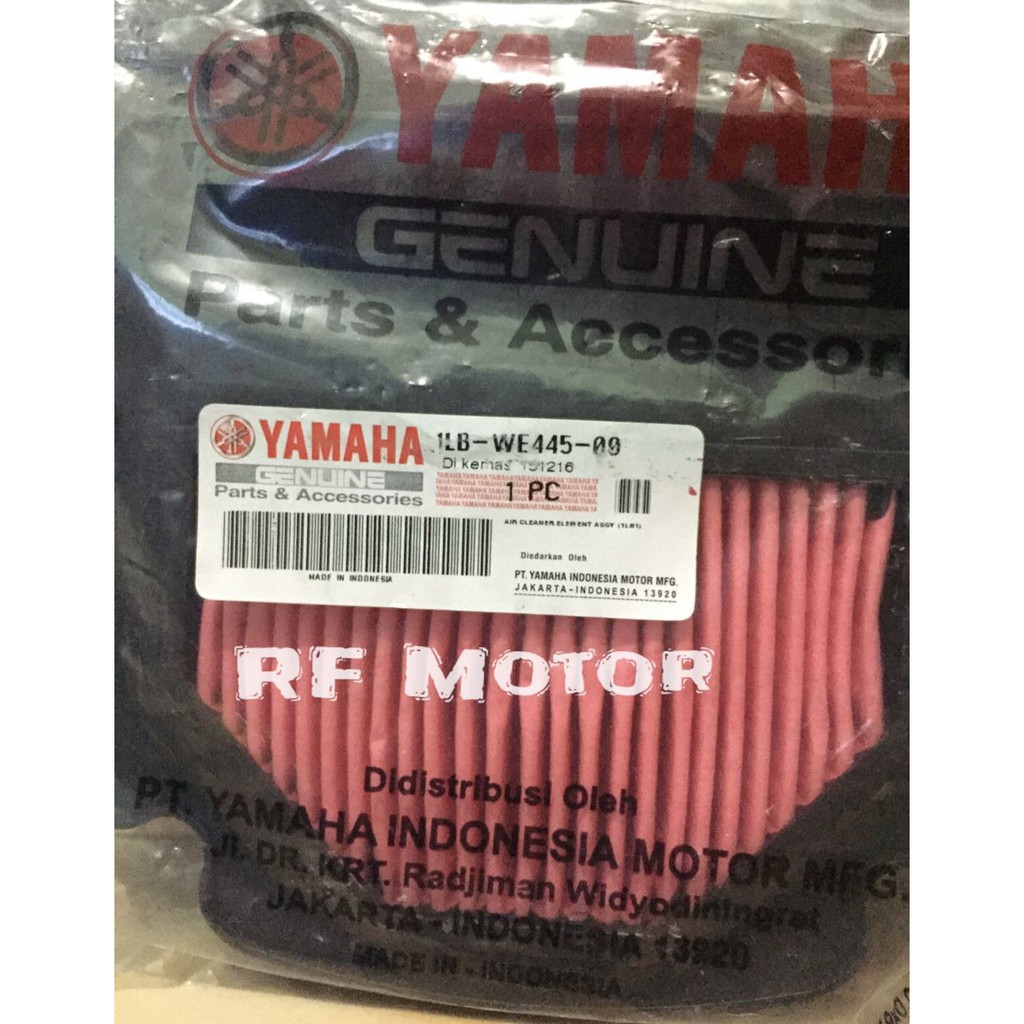 YAMAH
GENUINE
Parts & Accessor
YAMAHA
GENUINE
Parts & Accessories
1LB-WE445-00
Di kemas 151216
1 PC
AIR CLEANER ELEMENT ASSY (1LB1)
Diedarkan Oleh
PT. YAMAHA INDONESIA MOTOR MFG.
JAKARTA-INDONESIA 13920
MADE IN INDONESIA
RF MOTOR
Didistribusi Oleh
PT. YAMAHA INDONESIA MOTOR MFG.
Jl. DR. KRT. Radjiman Widyodiningrat
JAKARTA - INDONESIA 13920
MADE IN - INDONESIA